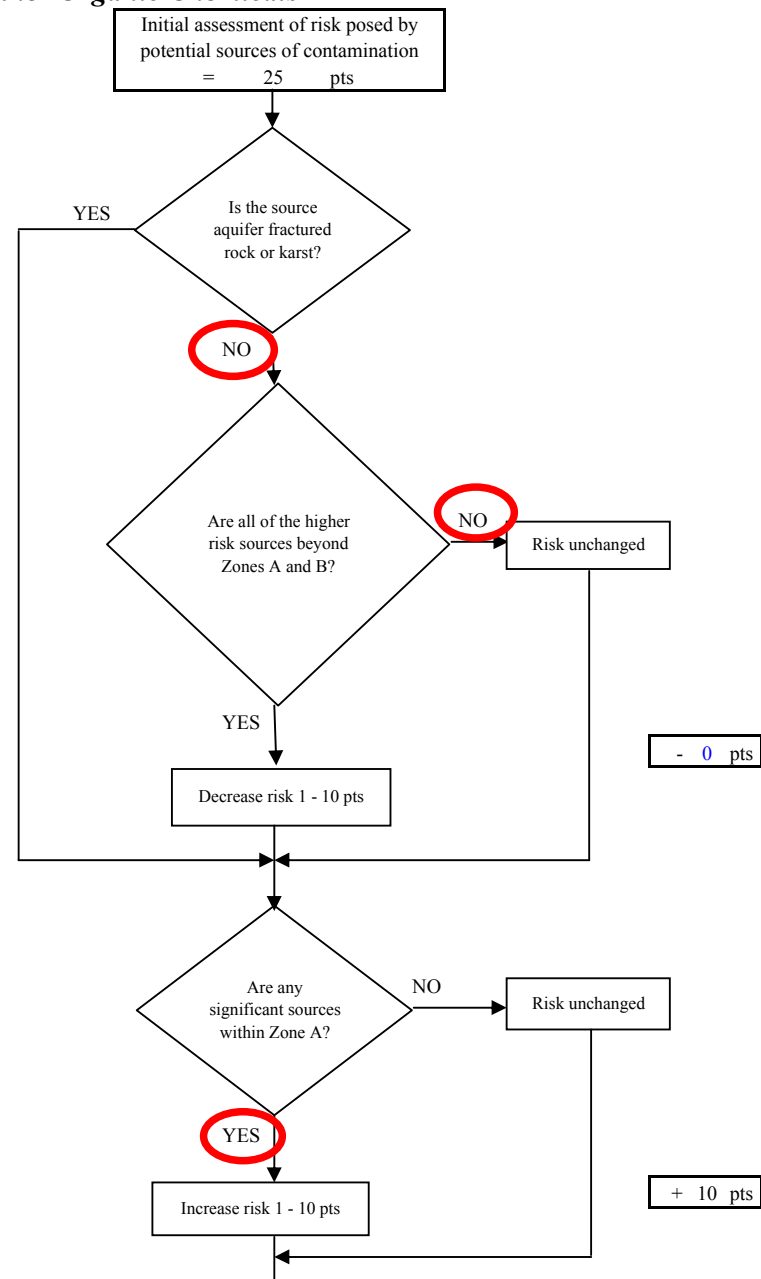 Initial assessment of risk posed by
potential sources of contamination
= 25 pts
YES
Is the source
aquifer fractured
rock or karst?
NO
Are all of the higher
risk sources beyond
Zones A and B?
NO
Risk unchanged
YES
- 0 pts
Decrease risk 1 - 10 pts
Are any
significant sources
within Zone A?
NO
Risk unchanged
YES
+ 10 pts
Increase risk 1 - 10 pts